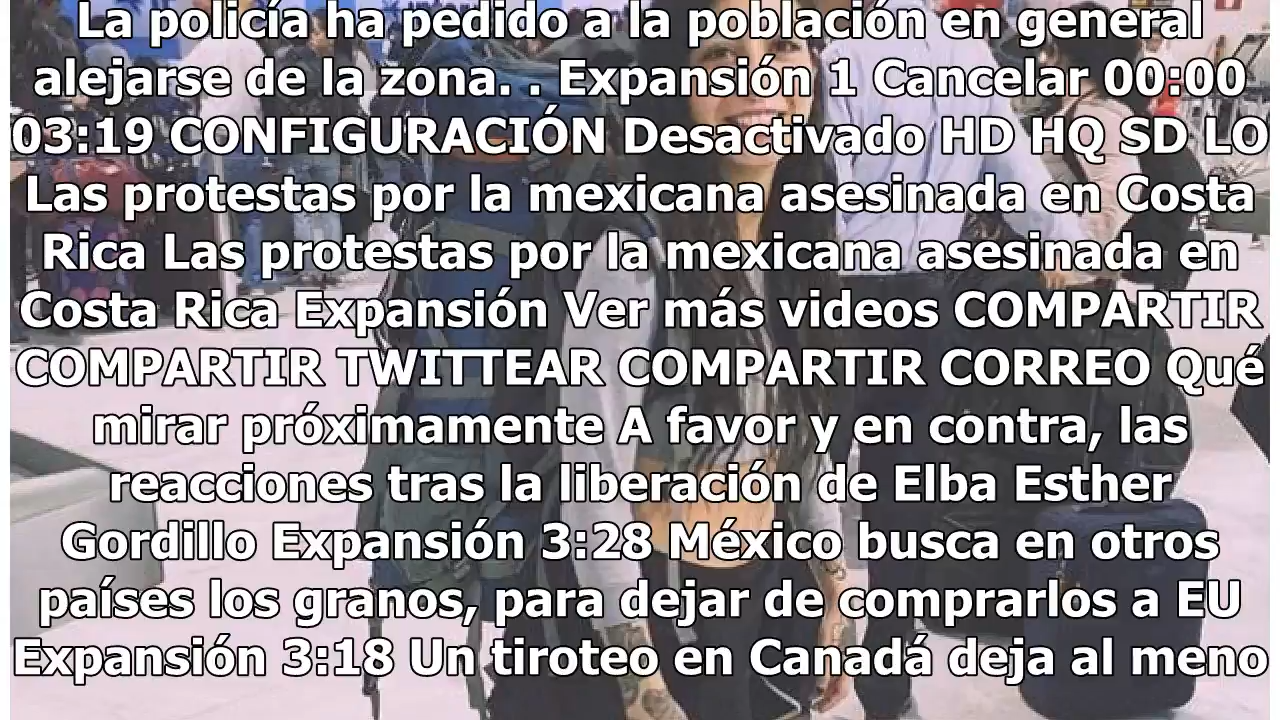 La policía ha pedido a la población en general
alejarse de la zona. . Expansión 1 Cancelar 00:00
03:19 CONFIGURACIÓN Desactivado HD HQ SD LO
Las protestas por la mexicana asesinada en Costa
Rica Las protestas por la mexicana asesinada en
Costa Rica Expansión Ver más videos COMPARTIR
COMPARTIR TWITTEAR COMPARTIR CORREO Qué
mirar próximamente A favor y en contra, las
reacciones tras la liberación de Elba Esther
Gordillo Expansión 3:28 México busca en otros
países los granos, para dejar de comprarlos a EU
Expansión 3:18 Un tiroteo en Canadá deja al meno